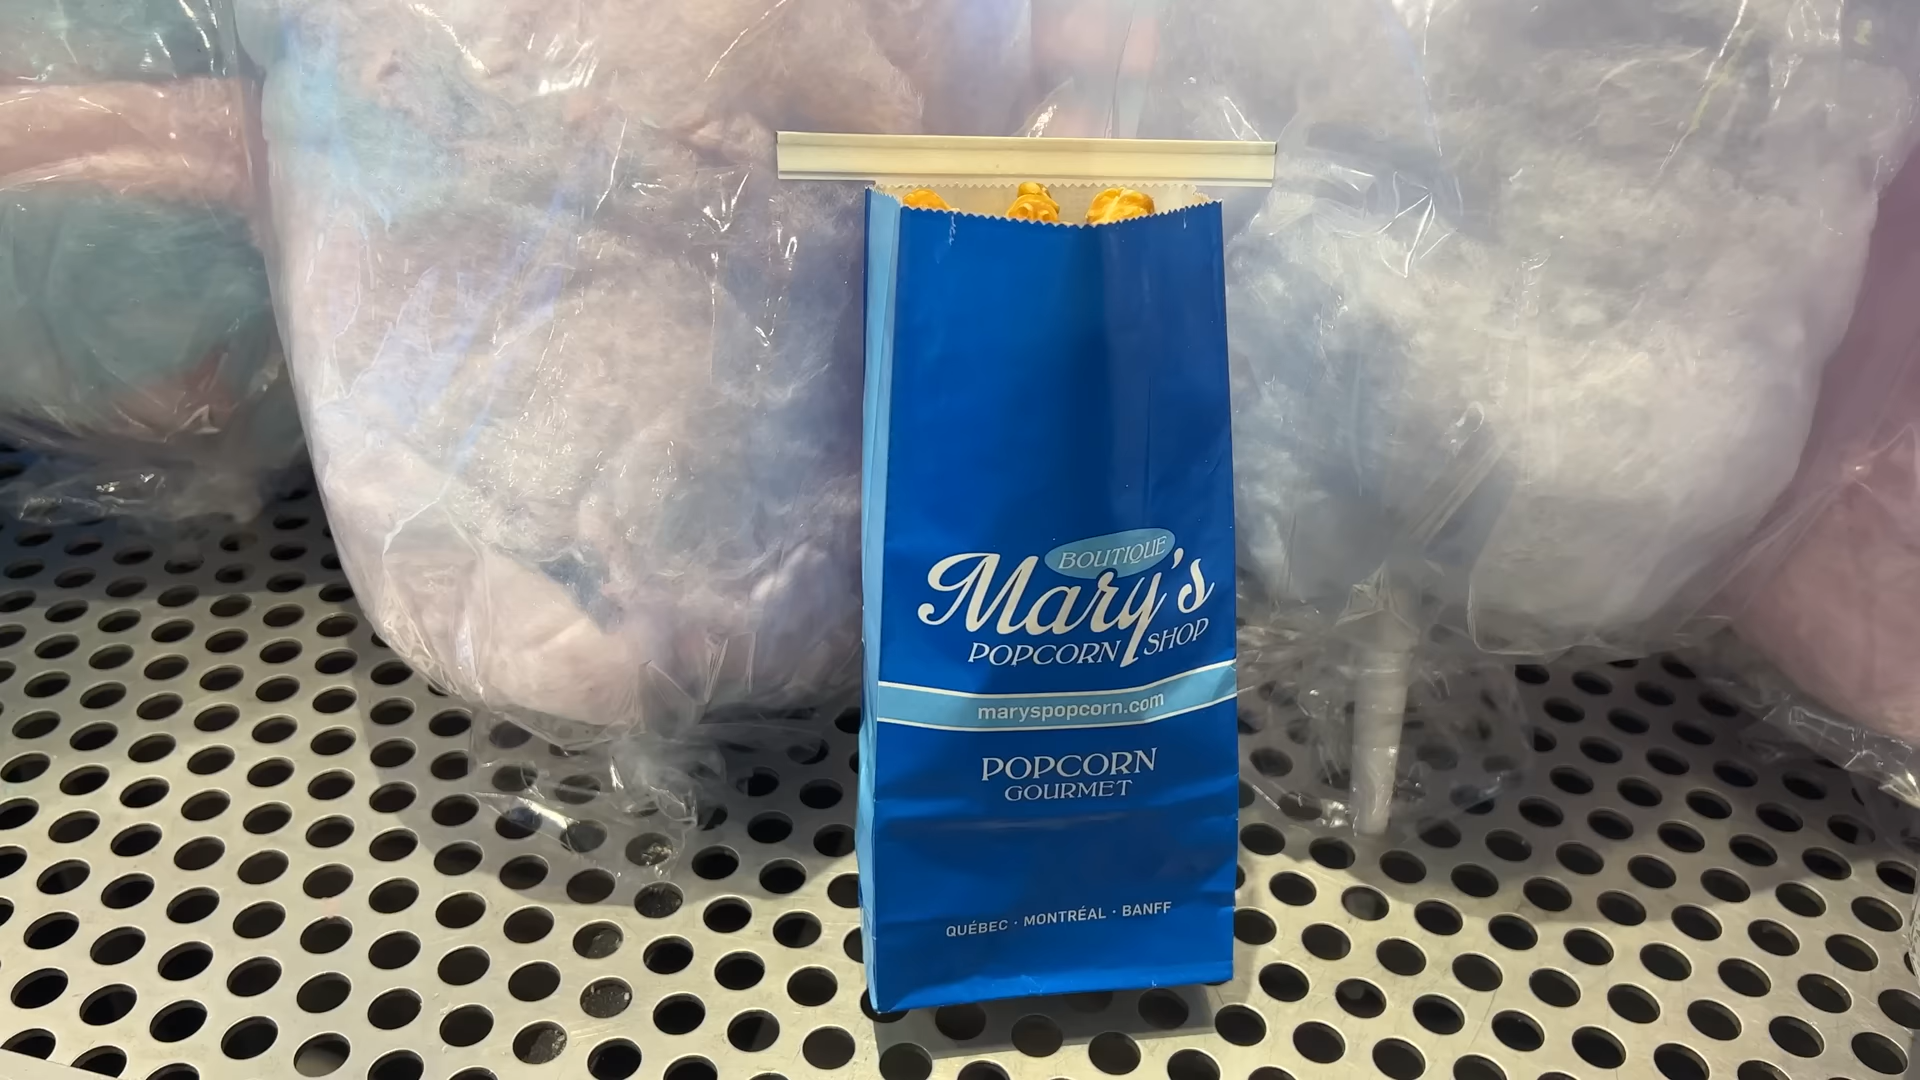 BOUTIQUE
Mary's
POPCORN SHOP
maryspopcorn.com
POPCORN
GOURMET
QUÉBEC · MONTRÉAL · BANFF